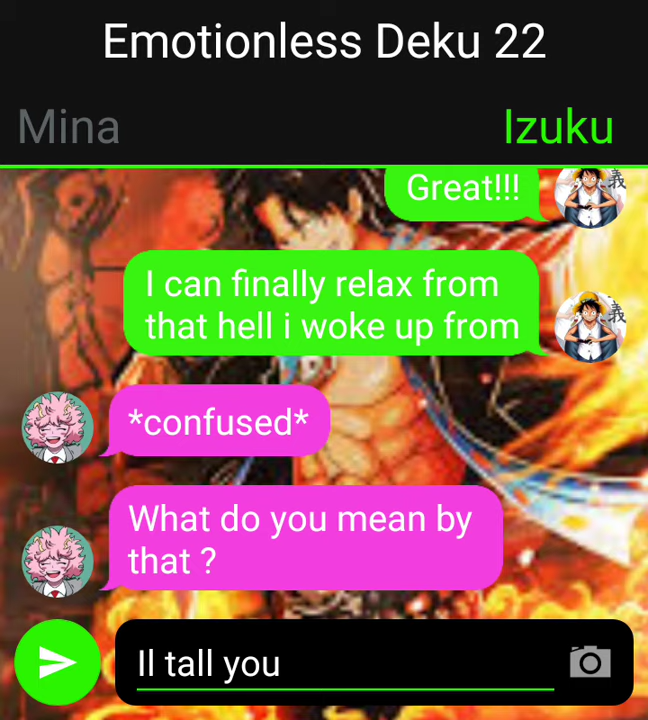 Emotionless Deku 22
Mina
Izuku
Great!!!
I can finally relax from
that hell i woke up from
*confused*
What do you mean by
that ?
Il tall you